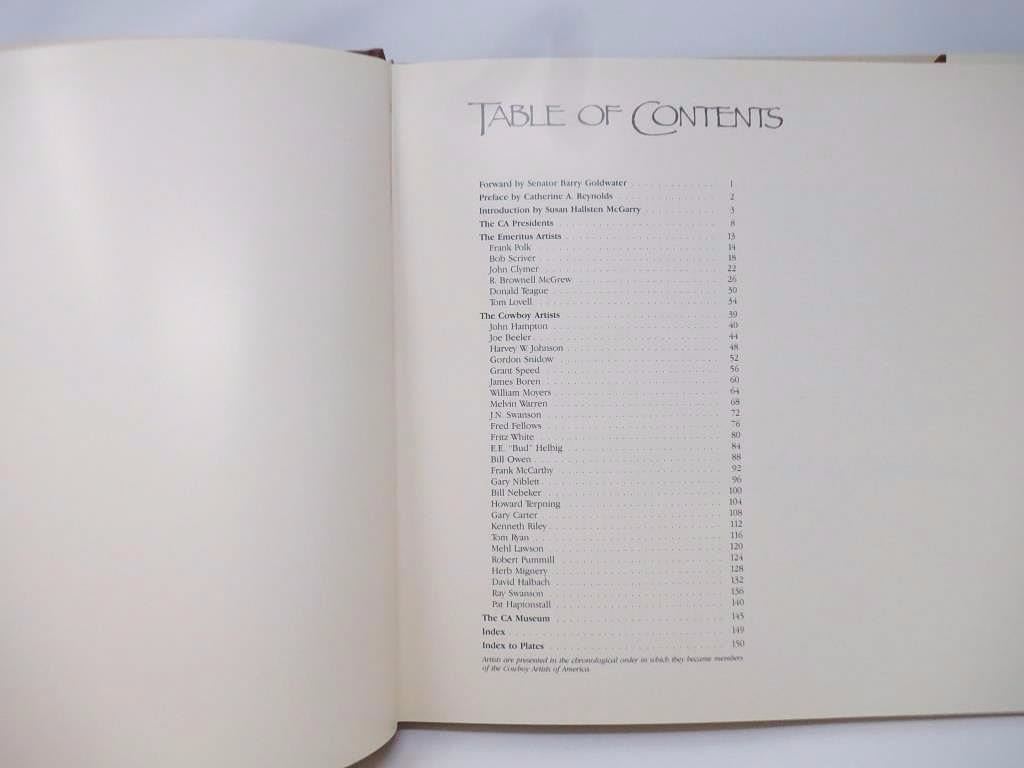 TABLE OF CONTENTS
Forward by Senator Barry Goldwater . . . . . . . . . . . . . 1
Preface by Catherine A. Reynolds . . . . . . . . . . . . . 2
Introduction by Susan Hallsten McGarry . . . . . . . . . . . 3
The CA Presidents . . . . . . . . . . . . . . . . . . . . 8
The Emeritus Artists . . . . . . . . . . . . . . . . . . . 13
Frank Polk . . . . . . . . . . . . . . . . . . . . . . 14
Bob Scriver . . . . . . . . . . . . . . . . . . . . . . 18
John Clymer . . . . . . . . . . . . . . . . . . . . . 22
R. Brownell McGrew . . . . . . . . . . . . . . . . . . 26
Donald Teague . . . . . . . . . . . . . . . . . . . . 30
Tom Lovell . . . . . . . . . . . . . . . . . . . . . . 34
The Cowboy Artists . . . . . . . . . . . . . . . . . . . 39
John Hampton . . . . . . . . . . . . . . . . . . . . 40
Joe Beeler . . . . . . . . . . . . . . . . . . . . . . 44
Harvey W. Johnson . . . . . . . . . . . . . . . . . . 48
Gordon Snidow . . . . . . . . . . . . . . . . . . . . 52
Grant Speed . . . . . . . . . . . . . . . . . . . . . 56
James Boren . . . . . . . . . . . . . . . . . . . . . 60
William Moyers . . . . . . . . . . . . . . . . . . . . 64
Melvin Warren . . . . . . . . . . . . . . . . . . . . 68
J.N. Swanson . . . . . . . . . . . . . . . . . . . . . 72
Fred Fellows . . . . . . . . . . . . . . . . . . . . . 76
Fritz White . . . . . . . . . . . . . . . . . . . . . . 80
E.E. "Bud" Helbig . . . . . . . . . . . . . . . . . . . 84
Bill Owen . . . . . . . . . . . . . . . . . . . . . . 88
Frank McCarthy . . . . . . . . . . . . . . . . . . . . 92
Gary Niblett . . . . . . . . . . . . . . . . . . . . . 96
Bill Nebeker . . . . . . . . . . . . . . . . . . . . . 100
Howard Terpning . . . . . . . . . . . . . . . . . . . 104
Gary Carter . . . . . . . . . . . . . . . . . . . . . 108
Kenneth Riley . . . . . . . . . . . . . . . . . . . . 112
Tom Ryan . . . . . . . . . . . . . . . . . . . . . . 116
Mehl Lawson . . . . . . . . . . . . . . . . . . . . . 120
Robert Pummill . . . . . . . . . . . . . . . . . . . . 124
Herb Mignery . . . . . . . . . . . . . . . . . . . . 128
David Halbach . . . . . . . . . . . . . . . . . . . . 132
Ray Swanson . . . . . . . . . . . . . . . . . . . . . 136
Pat Haptonstall . . . . . . . . . . . . . . . . . . . . 140
The CA Museum . . . . . . . . . . . . . . . . . . . . 145
Index . . . . . . . . . . . . . . . . . . . . . . . . . 149
Index to Plates . . . . . . . . . . . . . . . . . . . . . 150
Artists are presented in the chronological order in which they became members
of the Cowboy Artists of America.